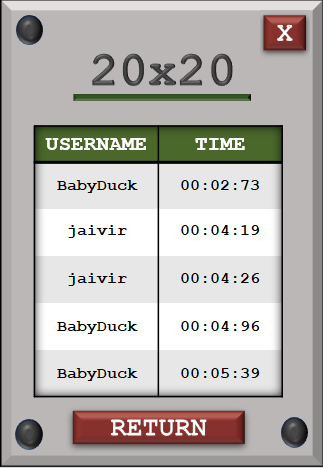 X
20x20
USERNAME TIME
BabyDuck 00:02:73
jaivir 00:04:19
jaivir 00:04:26
BabyDuck 00:04:96
BabyDuck 00:05:39
RETURN